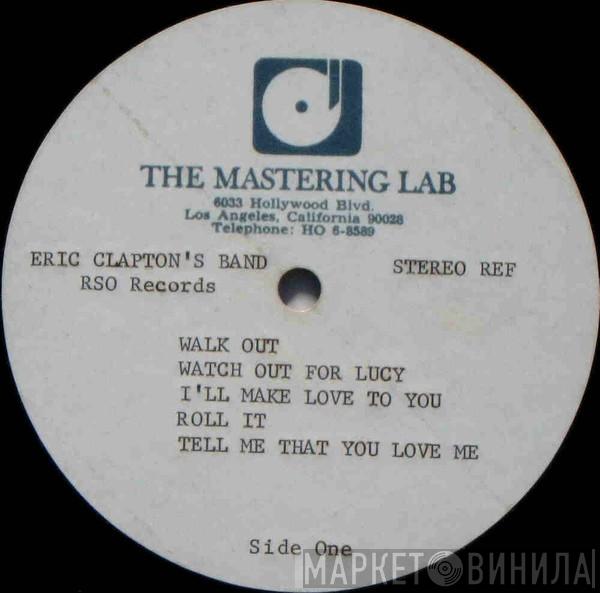 THE MASTERING LAB
6033 Hollywood Blvd.
Los Angeles, California 90028
Telephone: HO 6-8589
ERIC CLAPTON'S BAND
RSO Records
STEREO REF
WALK OUT
WATCH OUT FOR LUCY
I'LL MAKE LOVE TO YOU
ROLL IT
TELL ME THAT YOU LOVE ME
Side One
МАРКЕТ ВИНИЛА